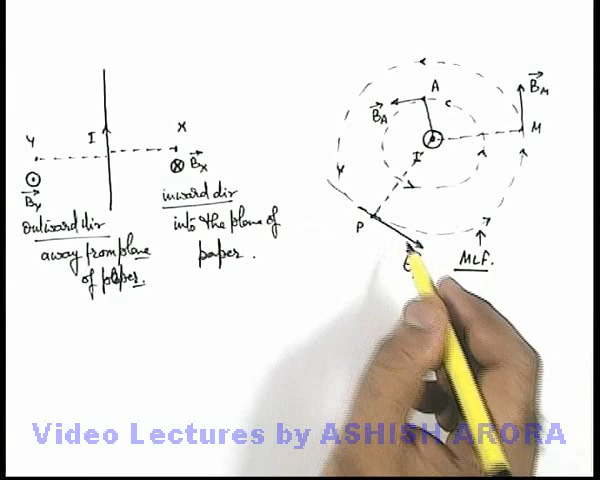 Y
I
X
B⃗y
B⃗x
outward dir
away from plane
of paper.
inward dir
into the plane of
paper.
A
C
B⃗A
B⃗M
I
M
P
MLF.
Video Lectures by ASHISH ARORA